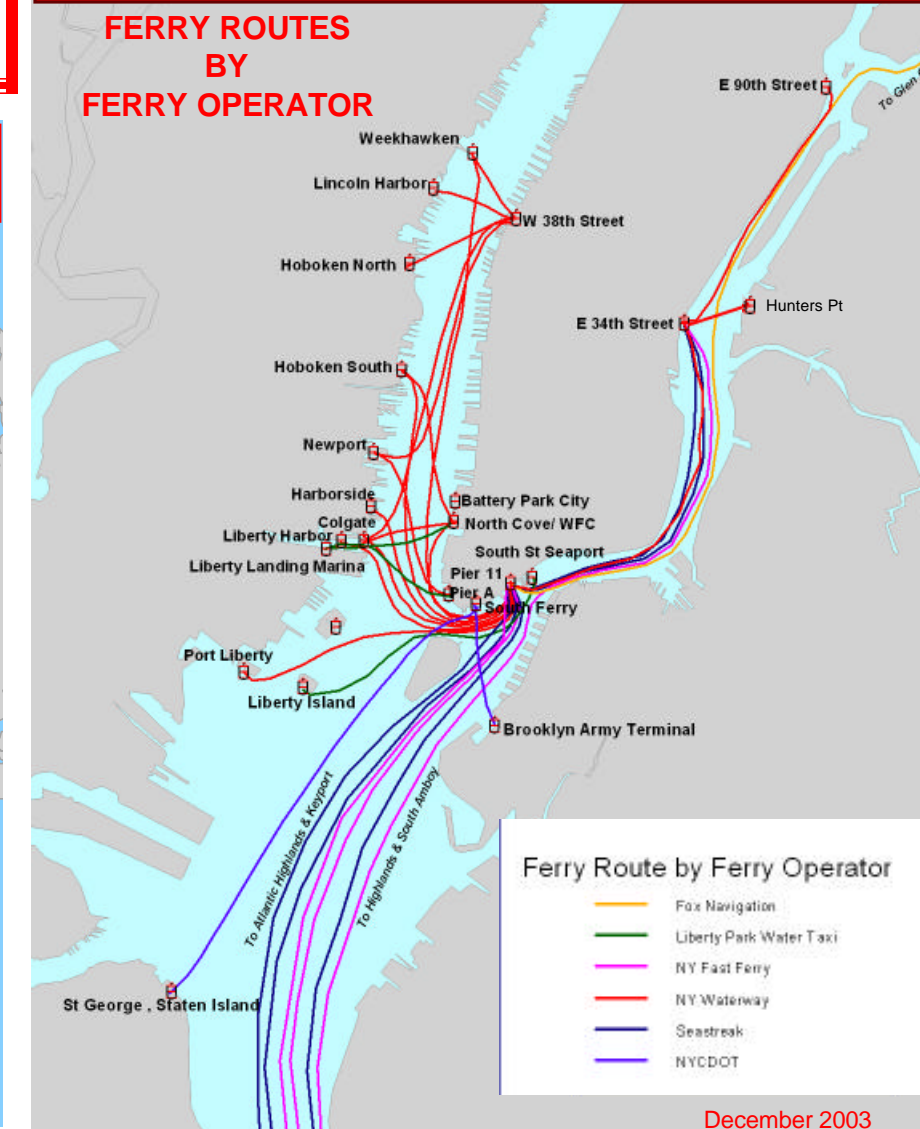 FERRY ROUTES
BY
FERRY OPERATOR
E 90th Street
To Glen
Weekhawken
Lincoln Harbor
W 38th Street
Hoboken North
Hunters Pt
E 34th Street
Hoboken South
Newport
Harborside
Battery Park City
Colgate
North Cove/ WFC
Liberty Harbor
South St Seaport
Liberty Landing Marina
Pier 11
Pier A
South Ferry
Port Liberty
Liberty Island
Brooklyn Army Terminal
To Atlantic Highlands & Keyport
To Highlands & South Amboy
St George , Staten Island
Ferry Route by Ferry Operator
Fox Navigation
Liberty Park Water Taxi
NY Fast Ferry
NY Waterway
Seastreak
NYCDOT
December 2003